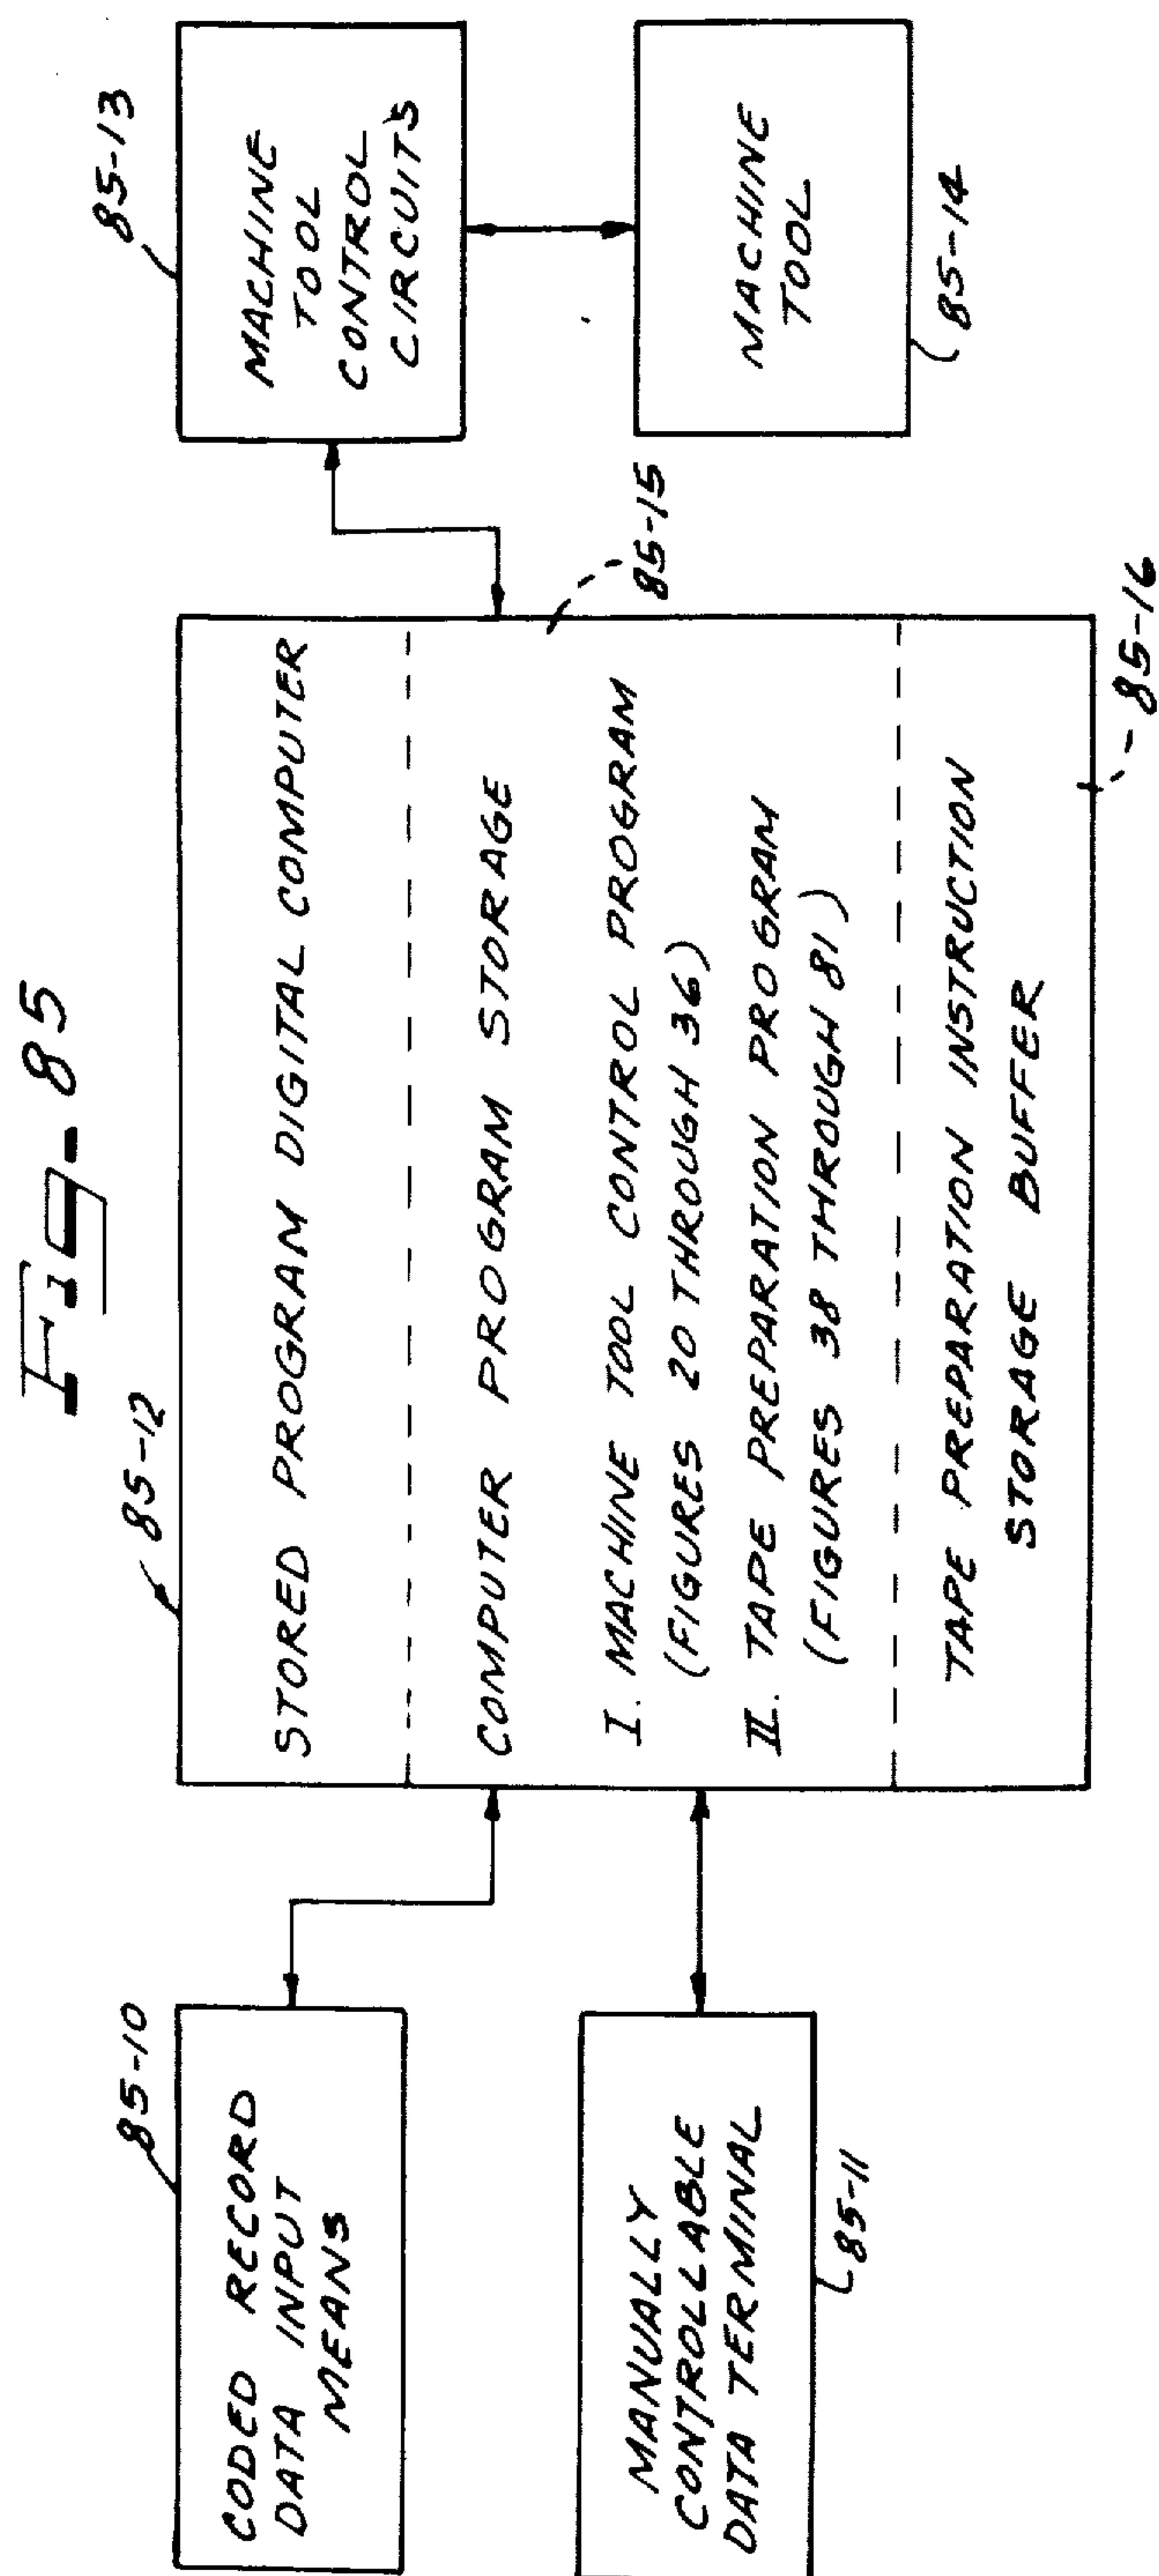 Fig-85
85-10
CODED RECORD
DATA INPUT
MEANS
MANUALLY
CONTROLLABLE
DATA TERMINAL
85-11
85-12
STORED PROGRAM DIGITAL COMPUTER
COMPUTER PROGRAM STORAGE
I. MACHINE TOOL CONTROL PROGRAM
(FIGURES 20 THROUGH 36)
II. TAPE PREPARATION PROGRAM
(FIGURES 38 THROUGH 81)
TAPE PREPARATION INSTRUCTION
STORAGE BUFFER
85-15
85-16
85-13
MACHINE
TOOL
CONTROL
CIRCUITS
MACHINE
TOOL
85-14